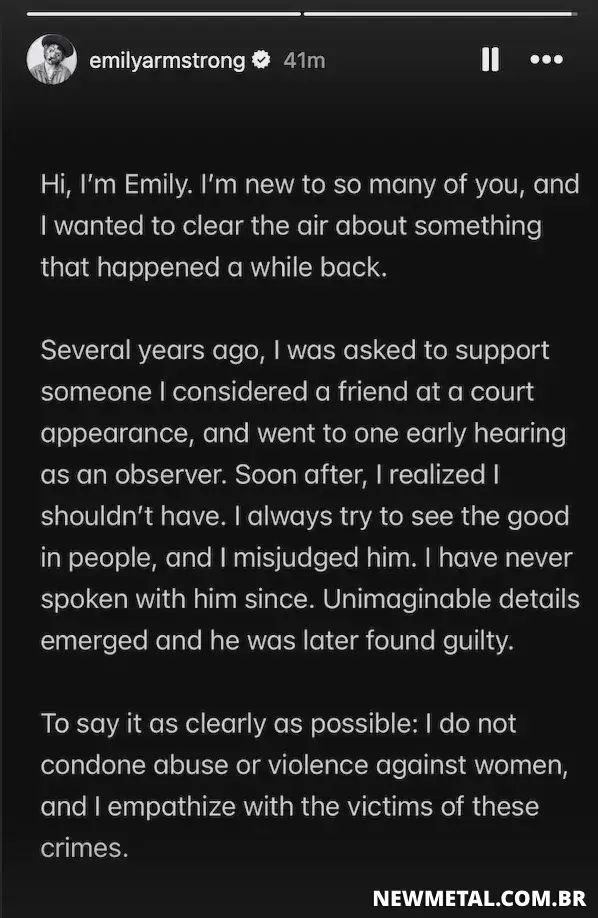 emilyarmstrong 41m
Hi, I’m Emily. I’m new to so many of you, and
I wanted to clear the air about something
that happened a while back.
Several years ago, I was asked to support
someone I considered a friend at a court
appearance, and went to one early hearing
as an observer. Soon after, I realized I
shouldn’t have. I always try to see the good
in people, and I misjudged him. I have never
spoken with him since. Unimaginable details
emerged and he was later found guilty.
To say it as clearly as possible: I do not
condone abuse or violence against women,
and I empathize with the victims of these
crimes.
NEWMETAL.COM.BR